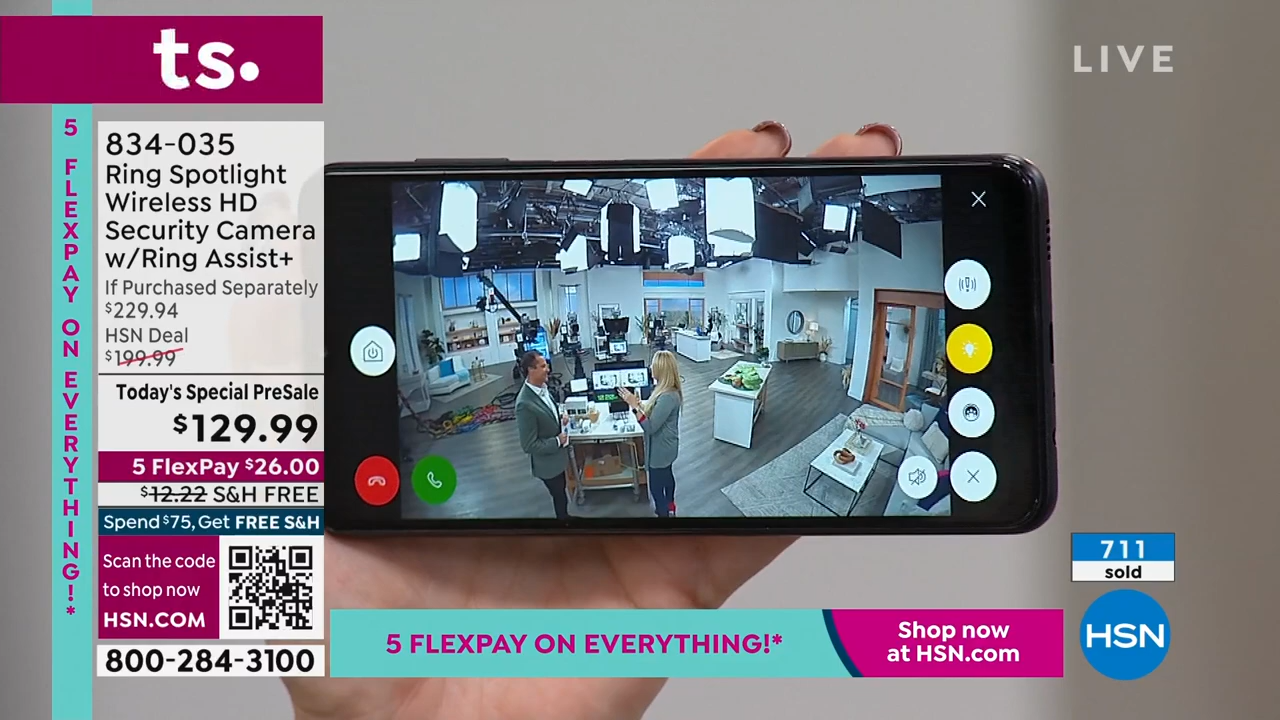 ts.
LIVE
5 FLEXPAY ON EVERYTHING!*
834-035
Ring Spotlight
Wireless HD
Security Camera
w/Ring Assist+
If Purchased Separately
$229.94
HSN Deal
$199.99
Today's Special PreSale
$129.99
5 FlexPay $26.00
$12.22 S&H FREE
Spend $75, Get FREE S&H
Scan the code
to shop now
HSN.COM
800-284-3100
5 FLEXPAY ON EVERYTHING!*
Shop now
at HSN.com
711
sold
HSN